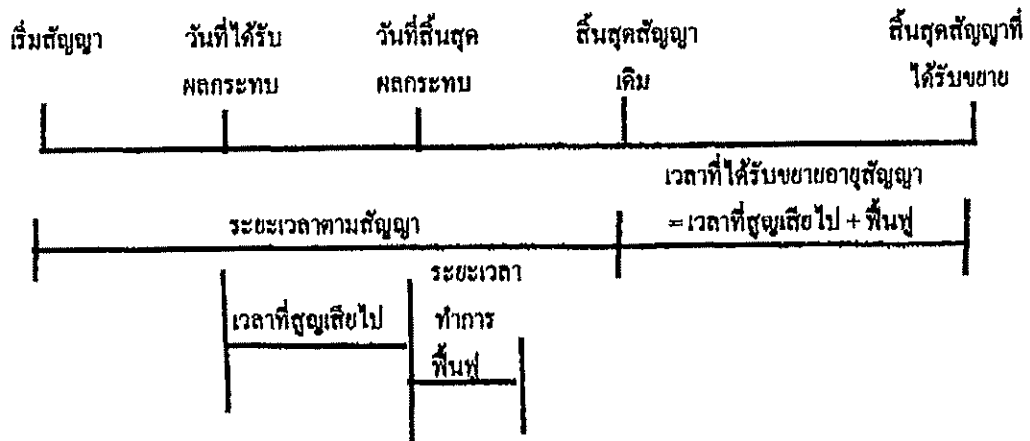 เริ่มสัญญา วันที่ได้รับ วันที่สิ้นสุด สิ้นสุดสัญญา สิ้นสุดสัญญาที่
ผลกระทบ ผลกระทบ เดิม ได้รับขยาย
เวลาที่ได้รับขยายอายุสัญญา
ระยะเวลาตามสัญญา =เวลาที่สูญเสียไป + ฟื้นฟู
ระยะเวลา
เวลาที่สูญเสียไป ทำการ
ฟื้นฟู